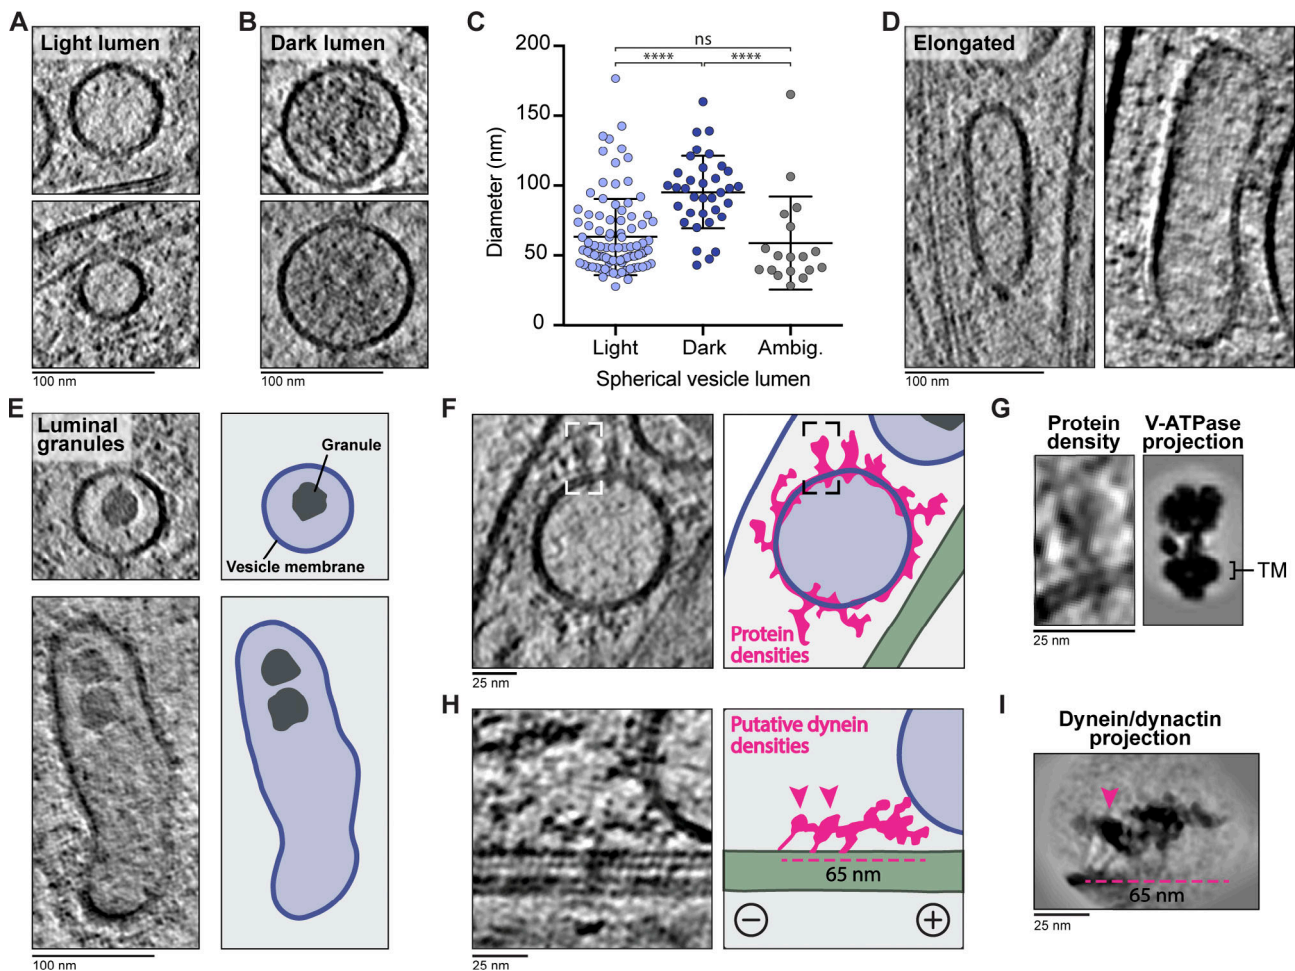 A
Light lumen
100 nm
B
Dark lumen
100 nm
C
ns
**** ****
200
150
100
50
0
Diameter (nm)
Light Dark Ambig.
Spherical vesicle lumen
D
Elongated
100 nm
E
Luminal
granules
Granule
Vesicle membrane
100 nm
F
Protein
densities
25 nm
G
Protein
density
V-ATPase
projection
TM
25 nm
H
Putative dynein
densities
65 nm
− +
25 nm
I
Dynein/dynactin
projection
65 nm
25 nm